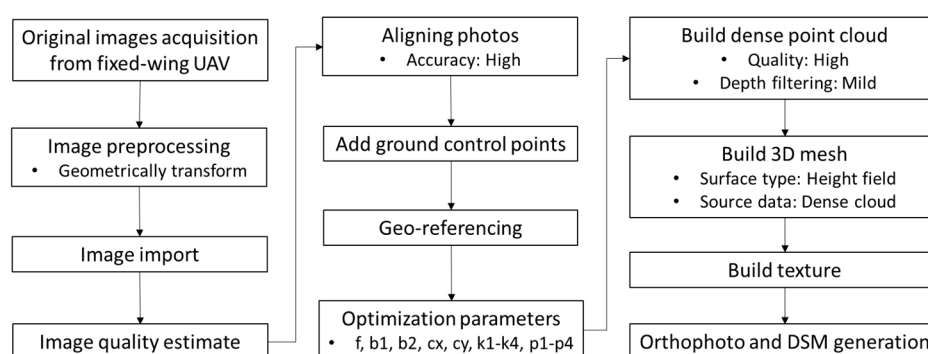 Original images acquisition
from fixed-wing UAV
Image preprocessing
• Geometrically transform
Image import
Image quality estimate
Aligning photos
• Accuracy: High
Add ground control points
Geo-referencing
Optimization parameters
• f, b1, b2, cx, cy, k1-k4, p1-p4
Build dense point cloud
• Quality: High
• Depth filtering: Mild
Build 3D mesh
• Surface type: Height field
• Source data: Dense cloud
Build texture
Orthophoto and DSM generation